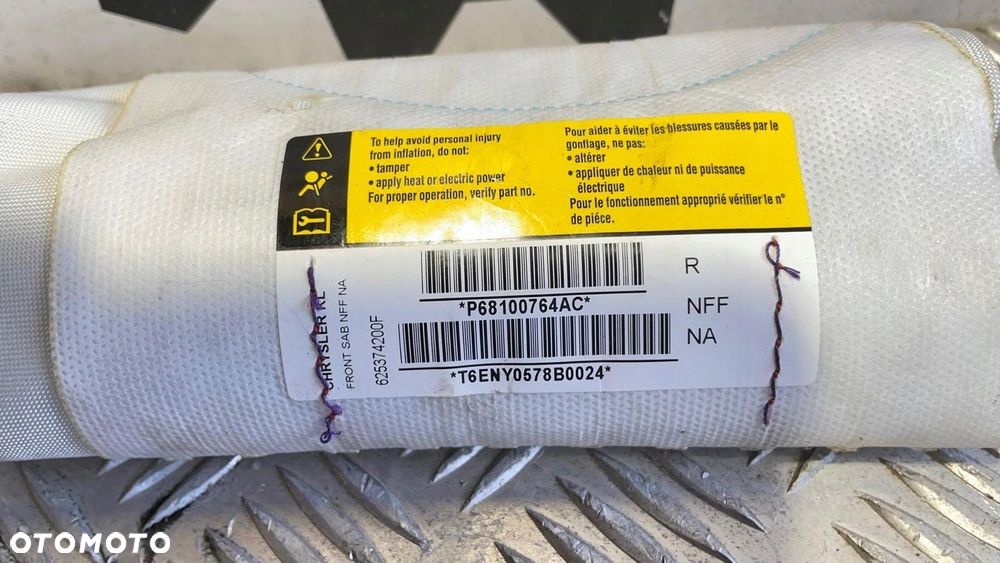 To help avoid personal injury
from inflation, do not:
• tamper
• apply heat or electric power
For proper operation, verify part no.
Pour aider à éviter les blessures causées par le
gonflage, ne pas:
• altérer
• appliquer de chaleur ni de puissance
électrique
Pour le fonctionnement approprié vérifier le n°
de piéce.
CHRYSLER KL
FRONT SAB NFF NA
625374200F
*P68100764AC*
*T6ENY0578B0024*
R
NFF
NA
OTOMOTO